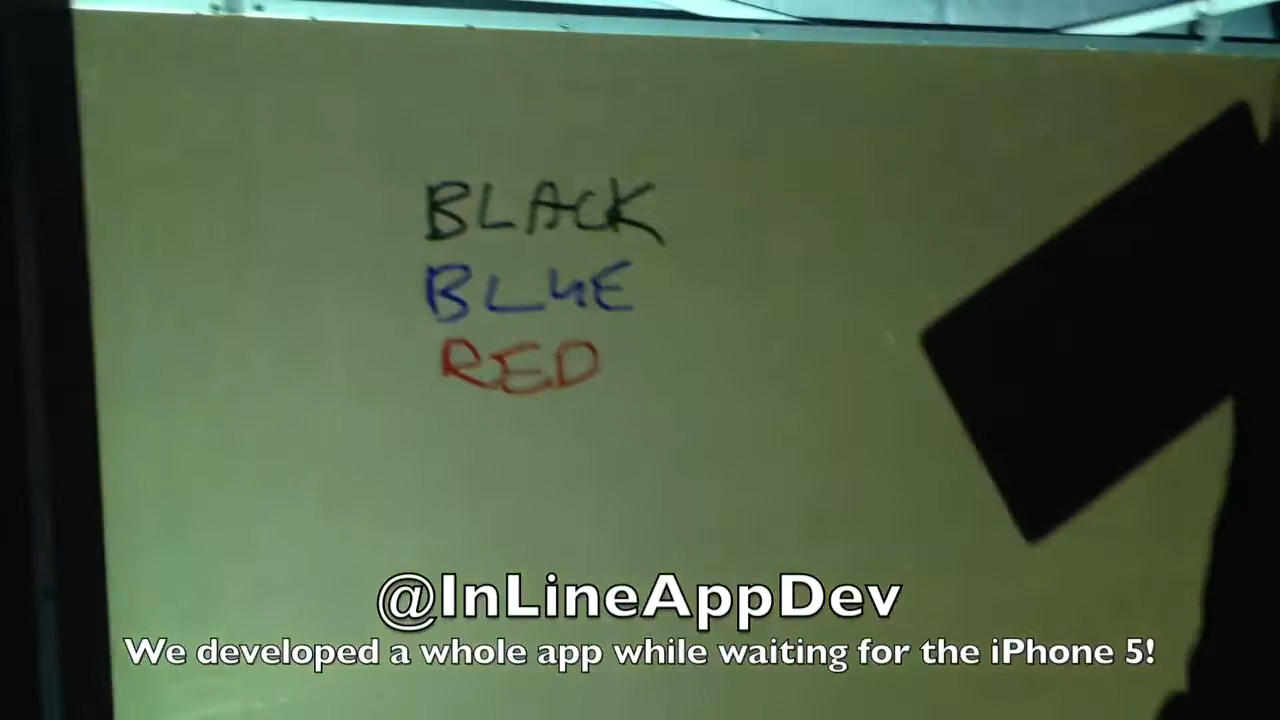 BLACK
BLUE
RED
@InLineAppDev
We developed a whole app while waiting for the iPhone 5!